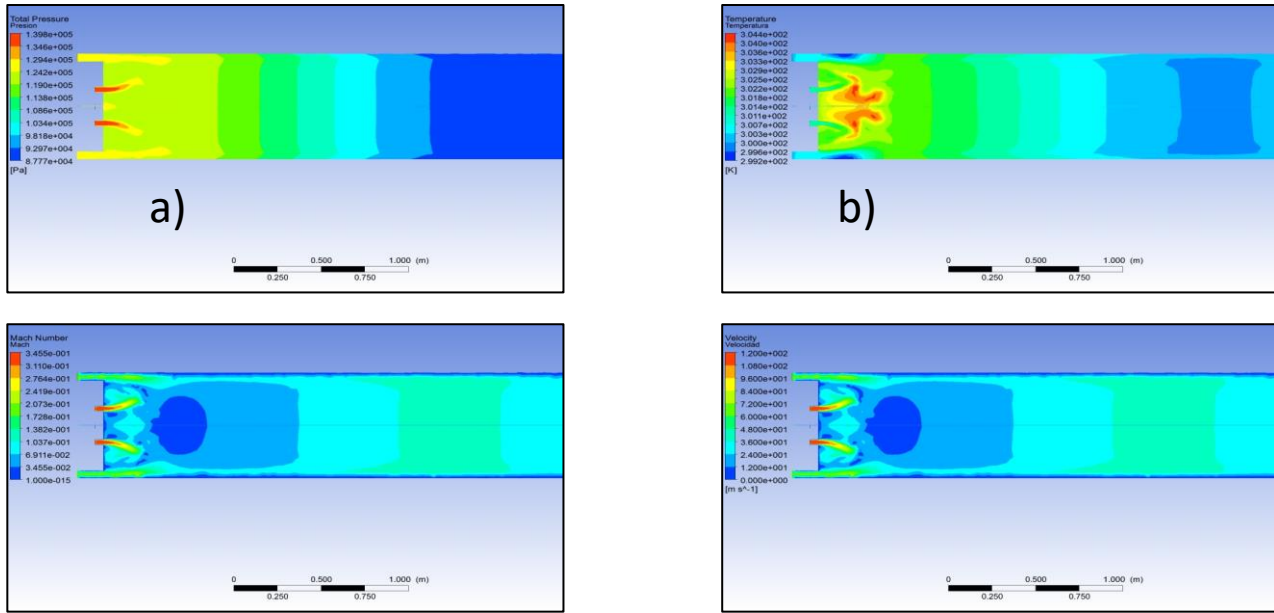 Total Pressure
Presion
1.398e+005
1.346e+005
1.294e+005
1.242e+005
1.190e+005
1.138e+005
1.086e+005
1.034e+005
9.818e+004
9.297e+004
8.777e+004
[Pa]
a)
0 0.500 1.000 (m)
0.250 0.750
Temperature
Temperatura
3.044e+002
3.040e+002
3.036e+002
3.033e+002
3.029e+002
3.025e+002
3.022e+002
3.018e+002
3.014e+002
3.011e+002
3.007e+002
3.003e+002
3.000e+002
2.996e+002
2.992e+002
[K]
b)
0 0.500 1.000 (m)
0.250 0.750
Mach Number
Mach
3.455e-001
3.110e-001
2.764e-001
2.419e-001
2.073e-001
1.728e-001
1.382e-001
1.037e-001
6.911e-002
3.455e-002
1.000e-015
0 0.500 1.000 (m)
0.250 0.750
Velocity
Velocidad
1.200e+002
1.080e+002
9.600e+001
8.400e+001
7.200e+001
6.000e+001
4.800e+001
3.600e+001
2.400e+001
1.200e+001
0.000e+000
[m s^-1]
0 0.500 1.000 (m)
0.250 0.750